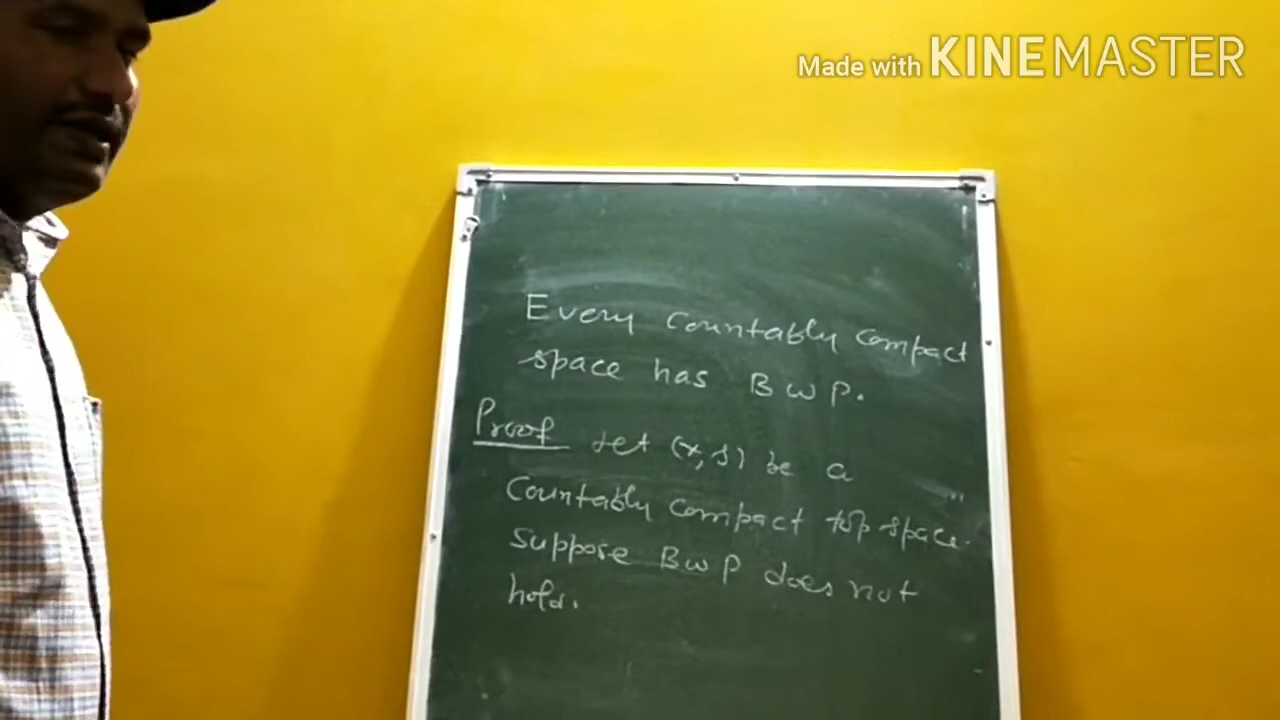 Made with KINEMASTER
Every countably compact
space has BWP.
Proof Let (X, J) be a
Countably compact top space.
suppose BWP does not
hold.